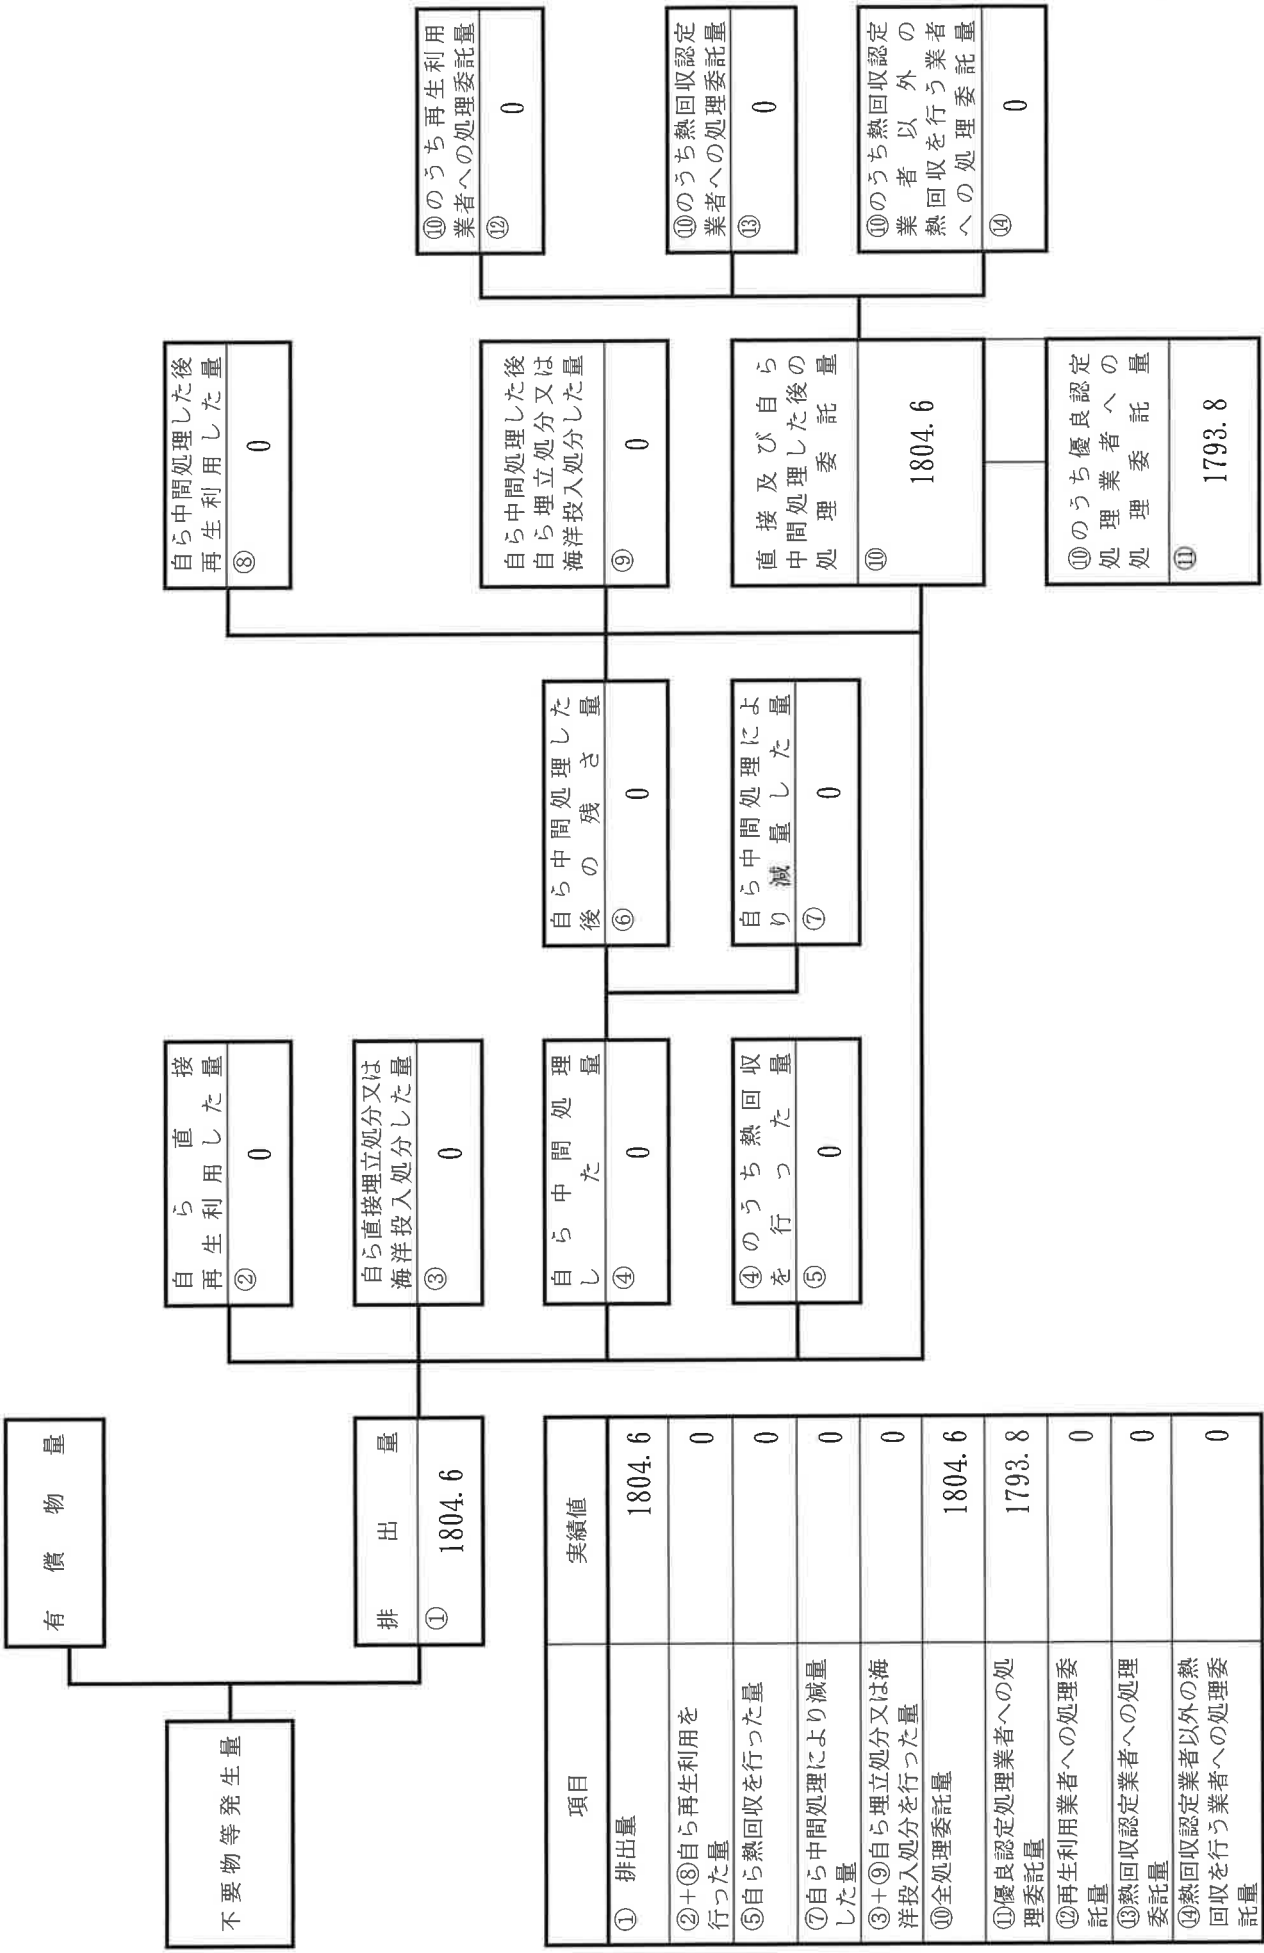 不要物等発生量
有償物量
排出量
① 1804.6
自ら直接
再生利用した量
② 0
自ら直接埋立処分又は
海洋投入処分した量
③ 0
自ら中間処理
した量
④ 0
④のうち熱回収
を行った量
⑤ 0
自ら中間処理した
後の残さ量
⑥ 0
自ら中間処理によ
り減量した量
⑦ 0
自ら中間処理した後
再生利用した量
⑧ 0
自ら中間処理した後
自ら埋立処分又は
海洋投入処分した量
⑨ 0
直接及び自ら
中間処理した後の
処理委託量
⑩ 1804.6
⑩のうち優良認定
処理業者への
処理委託量
⑪ 1793.8
⑩のうち再生利用
業者への処理委託量
⑫ 0
⑩のうち熱回収認定
業者への処理委託量
⑬ 0
⑩のうち熱回収認定
業者以外の
熱回収を行う業者
への処理委託量
⑭ 0
項目 実績値
① 排出量 1804.6
②+⑧自ら再生利用を
行った量 0
⑤自ら熱回収を行った量 0
⑦自ら中間処理により減量
した量 0
③+⑨自ら埋立処分又は海
洋投入処分を行った量 0
⑩全処理委託量 1804.6
⑪優良認定処理業者への処
理委託量 1793.8
⑫再生利用業者への処理委
託量 0
⑬熱回収認定業者への処理
委託量 0
⑭熱回収認定業者以外の熱
回収を行う業者への処理委
託量 0